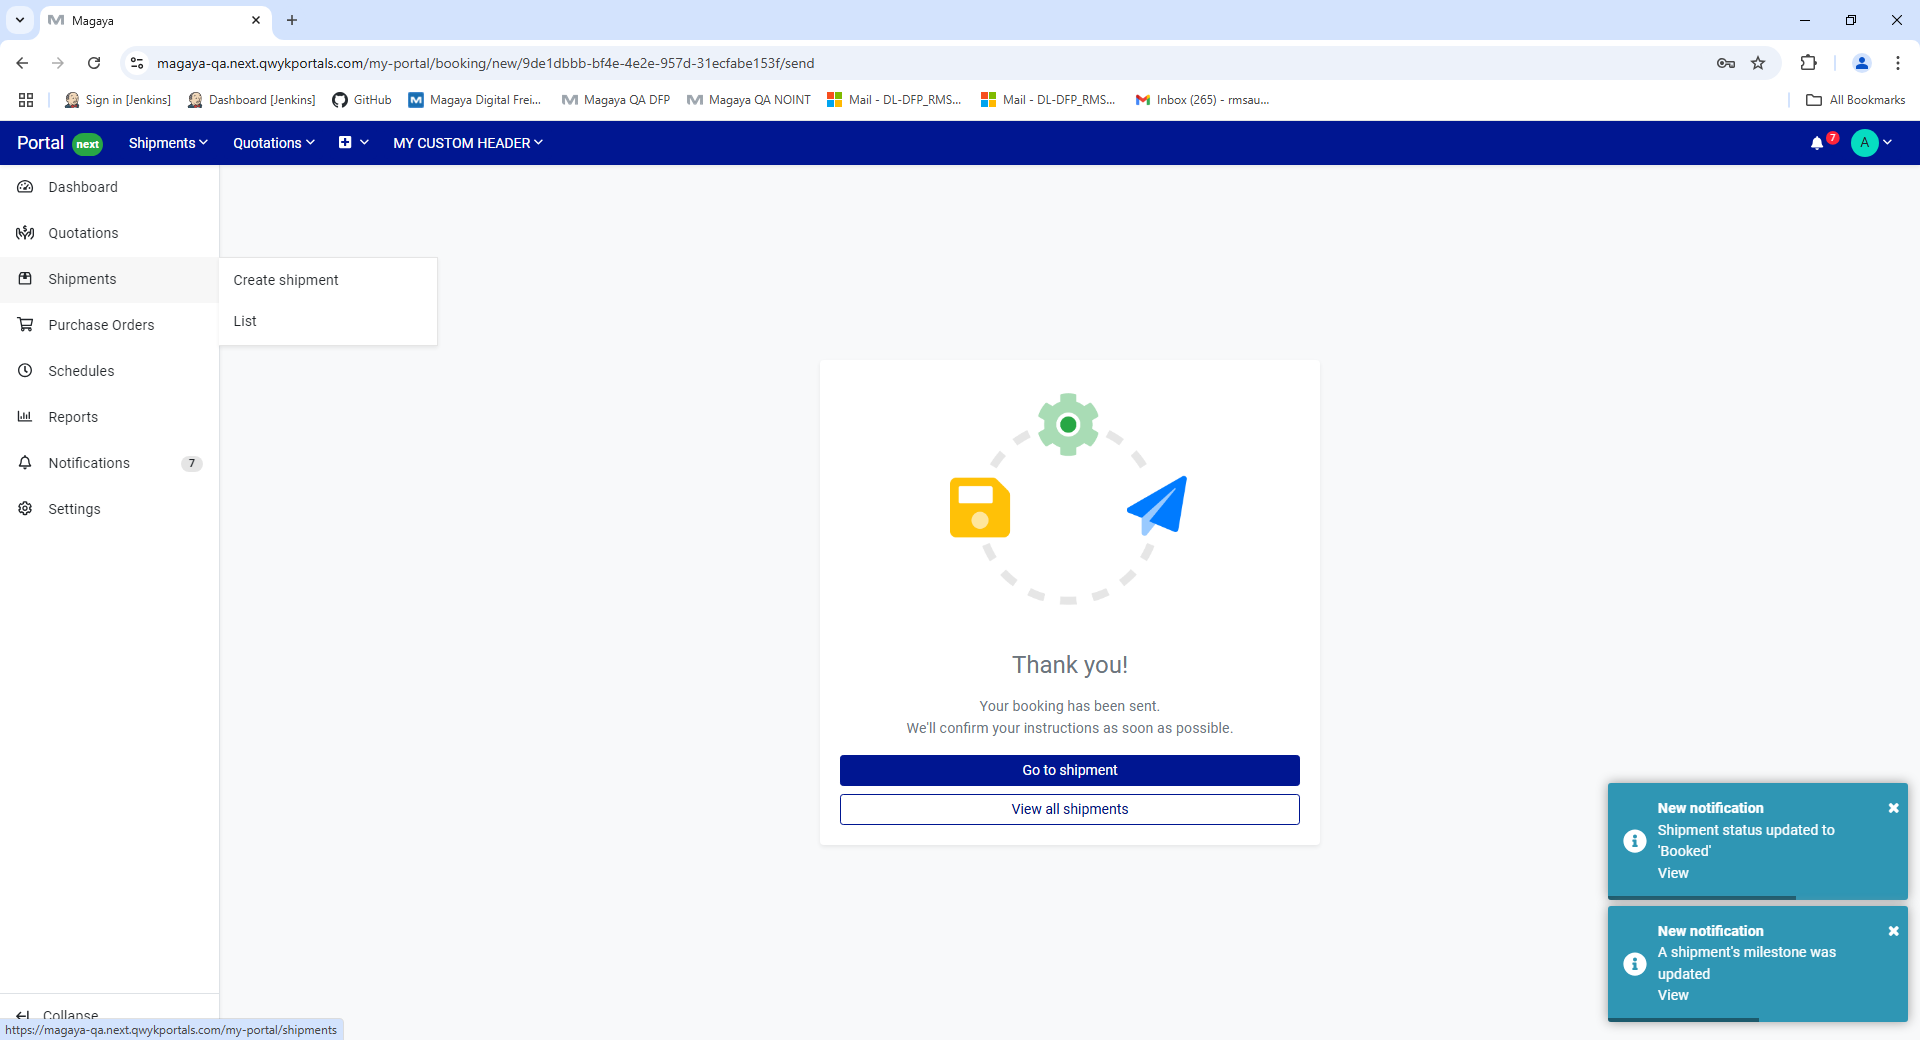 Magaya
magaya-qa.next.qwykportals.com/my-portal/booking/new/9de1dbbb-bf4e-4e2e-957d-31ecfabe153f/send
Sign in [Jenkins]
Dashboard [Jenkins]
GitHub
Magaya Digital Frei...
Magaya QA DFP
Magaya QA NOINT
Mail - DL-DFP_RMS...
Mail - DL-DFP_RMS...
Inbox (265) - rmsau...
All Bookmarks
Portal next
Shipments
Quotations
MY CUSTOM HEADER
7
A
Dashboard
Quotations
Shipments
Create shipment
List
Purchase Orders
Schedules
Reports
Notifications 7
Settings
Thank you!
Your booking has been sent.
We'll confirm your instructions as soon as possible.
Go to shipment
View all shipments
New notification
Shipment status updated to
'Booked'
View
New notification
A shipment's milestone was
updated
View
Collapse
https://magaya-qa.next.qwykportals.com/my-portal/shipments